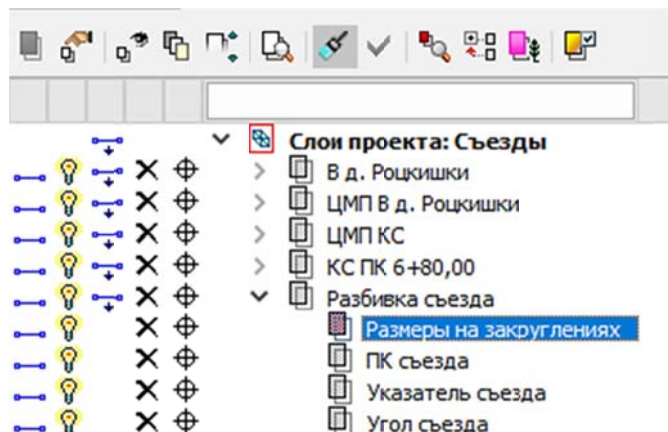 Слои проекта: Съезды
В д. Роцкишки
ЦМП В д. Роцкишки
ЦМП КС
КС ПК 6+80,00
Разбивка съезда
Размеры на закруглениях
ПК съезда
Указатель съезда
Угол съезда